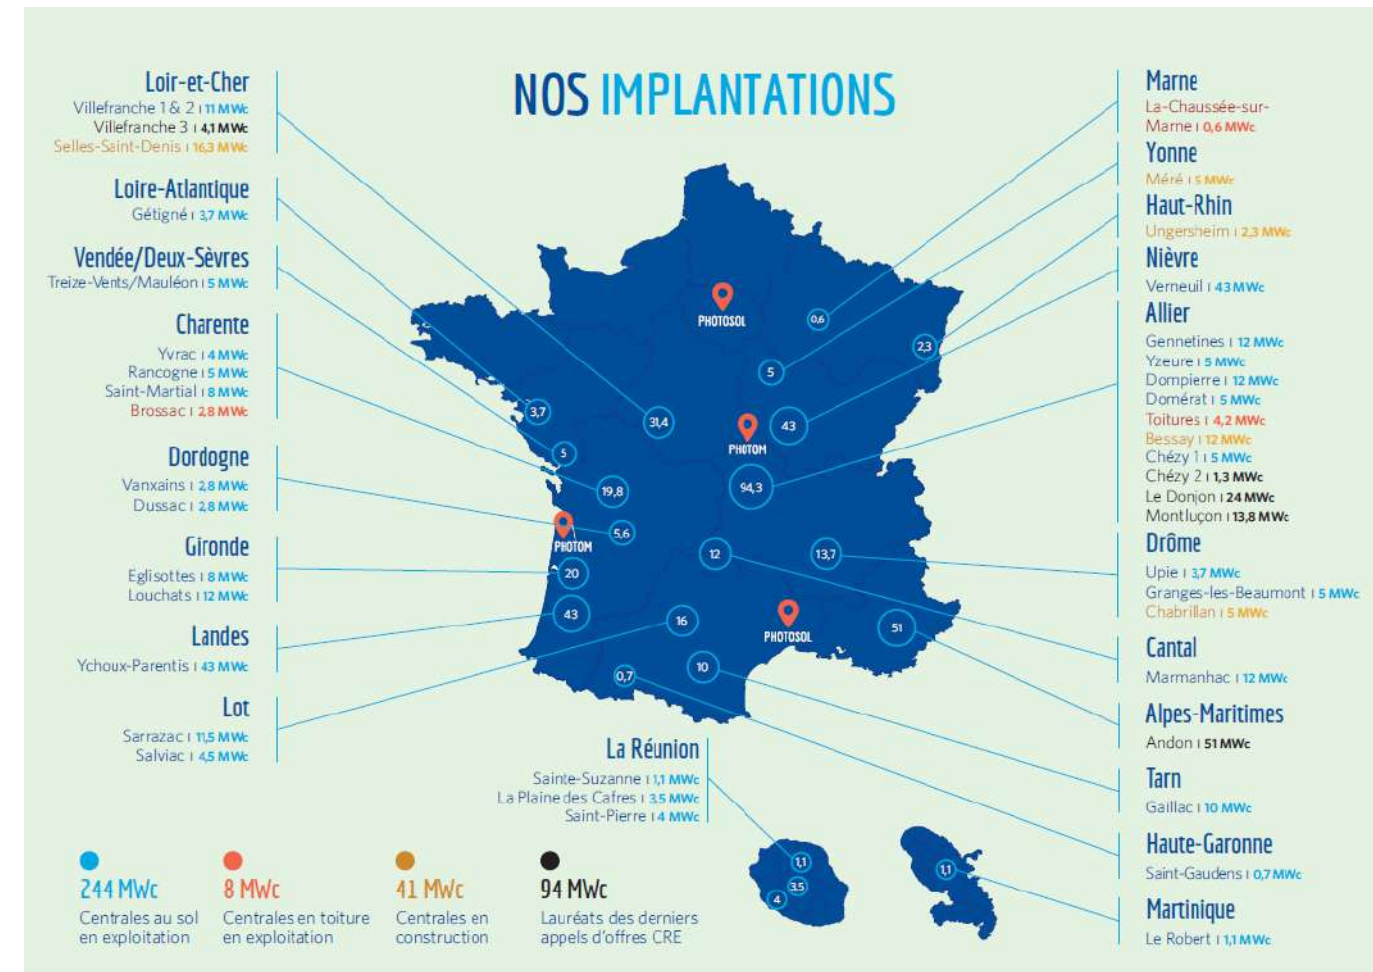 NOS IMPLANTATIONS
Loir-et-Cher
Villefranche 1 & 2 I 11 MWc
Villefranche 3 I 4,1 MWc
Selles-Saint-Denis I 16,3 MWc
Loire-Atlantique
Gétigné I 3,7 MWc
Vendée/Deux-Sèvres
Treize-Vents/Mauléon I 5 MWc
Charente
Yvrac I 4 MWc
Rancogne I 5 MWc
Saint-Martial I 8 MWc
Brossac I 2,8 MWc
Dordogne
Vanxains I 2,8 MWc
Dussac I 2,8 MWc
Gironde
Eglisottes I 8 MWc
Louchats I 12 MWc
Landes
Ychoux-Parentis I 43 MWc
Lot
Sarrazac I 11,5 MWc
Salviac I 4,5 MWc
PHOTOSOL
0,6
2,3
5
3,7
31,4
PHOTOM
43
5
94,3
19,8
PHOTOM
5,6
12
13,7
20
43
16
PHOTOSOL
51
10
0,7
Marne
La-Chaussée-sur-
Marne I 0,6 MWc
Yonne
Méré I 5 MWc
Haut-Rhin
Ungersheim I 2,3 MWc
Nièvre
Verneuil I 43 MWc
Allier
Gennetines I 12 MWc
Yzeure I 5 MWc
Dompierre I 12 MWc
Domérat I 5 MWc
Toitures I 4,2 MWc
Bessay I 12 MWc
Chézy 1 I 5 MWc
Chézy 2 I 1,3 MWc
Le Donjon I 24 MWc
Montluçon I 13,8 MWc
Drôme
Upie I 3,7 MWc
Granges-les-Beaumont I 5 MWc
Chabrillan I 5 MWc
Cantal
Marmanhac I 12 MWc
Alpes-Maritimes
Andon I 51 MWc
Tarn
Gaillac I 10 MWc
Haute-Garonne
Saint-Gaudens I 0,7 MWc
Martinique
Le Robert I 1,1 MWc
La Réunion
Sainte-Suzanne I 1,1 MWc
La Plaine des Cafres I 3.5 MWc
Saint-Pierre I 4 MWc
1,1
3.5
4
1,1
244 MWc
Centrales au sol
en exploitation
8 MWc
Centrales en toiture
en exploitation
41 MWc
Centrales en
construction
94 MWc
Lauréats des derniers
appels d'offres CRE